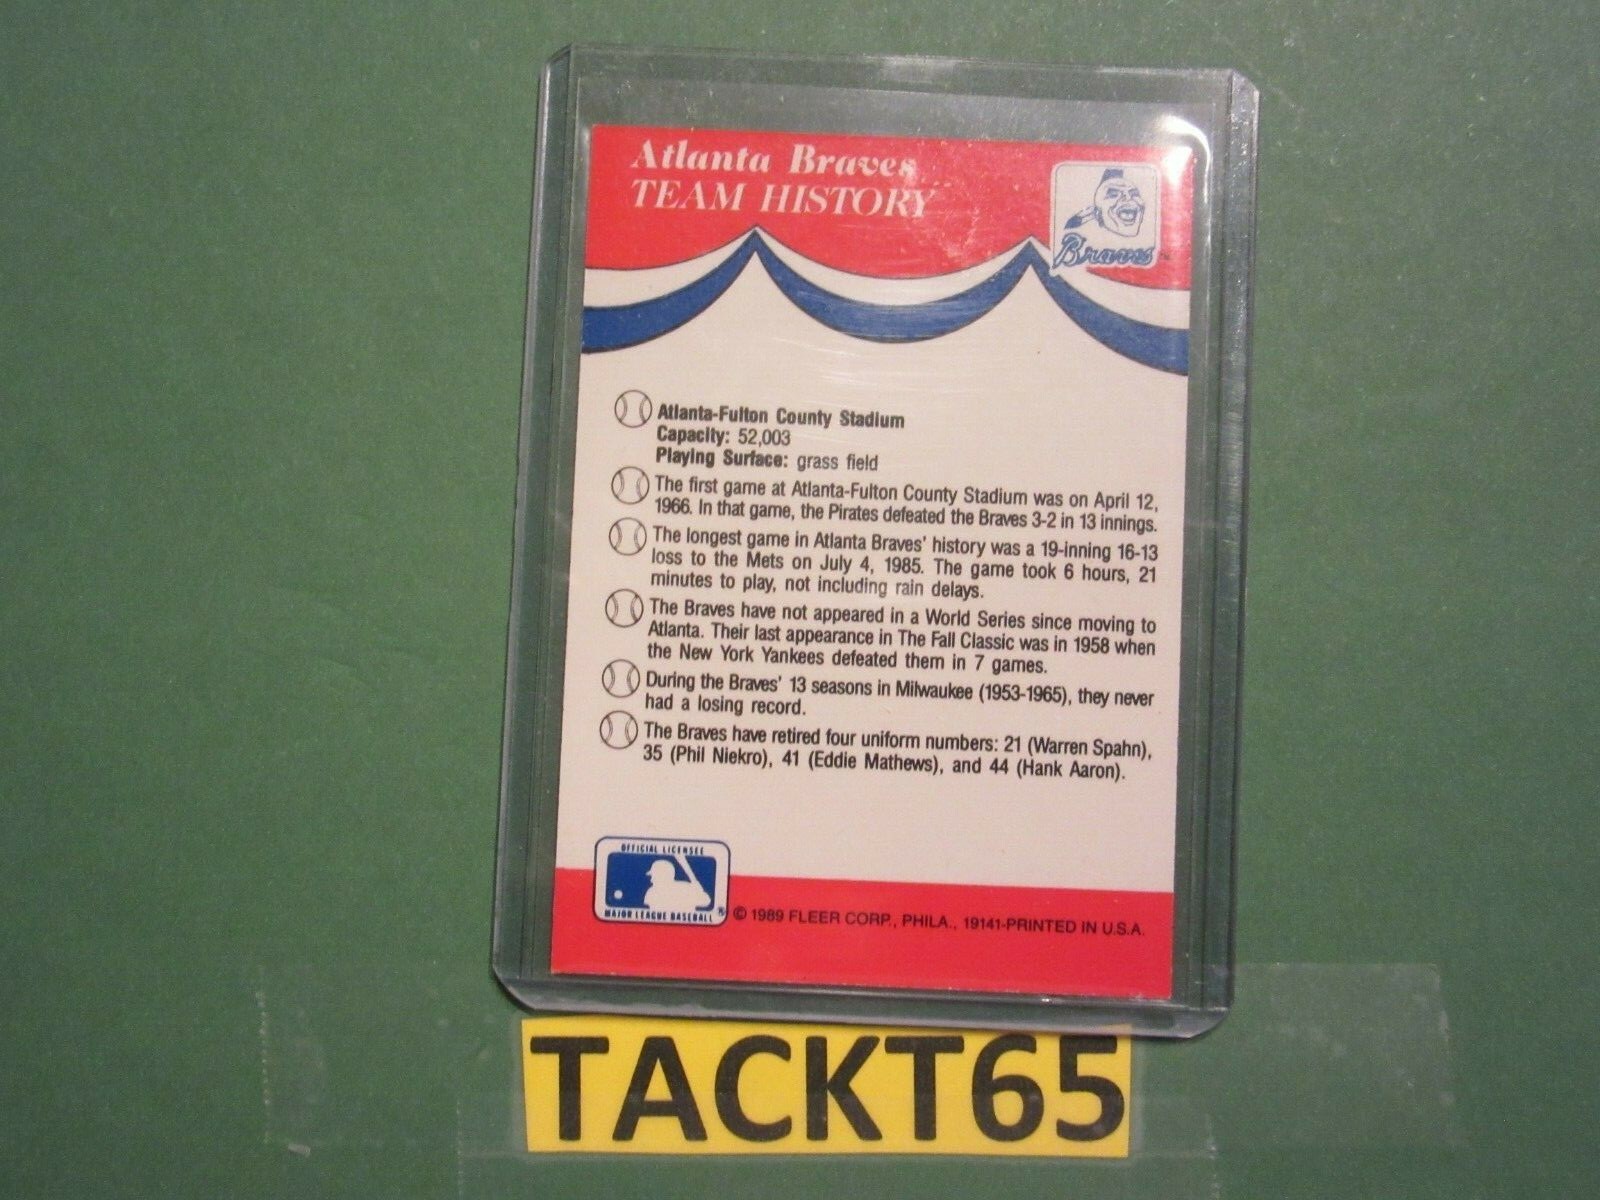 Atlanta Braves
TEAM HISTORY
Braves
Atlanta-Fulton County Stadium
Capacity: 52,003
Playing Surface: grass field
The first game at Atlanta-Fulton County Stadium was on April 12,
1966. In that game, the Pirates defeated the Braves 3-2 in 13 innings.
The longest game in Atlanta Braves' history was a 19-inning 16-13
loss to the Mets on July 4, 1985. The game took 6 hours, 21
minutes to play, not including rain delays.
The Braves have not appeared in a World Series since moving to
Atlanta. Their last appearance in The Fall Classic was in 1958 when
the New York Yankees defeated them in 7 games.
During the Braves' 13 seasons in Milwaukee (1953-1965), they never
had a losing record.
The Braves have retired four uniform numbers: 21 (Warren Spahn),
35 (Phil Niekro), 41 (Eddie Mathews), and 44 (Hank Aaron).
OFFICIAL LICENSEE
MAJOR LEAGUE BASEBALL®
© 1989 FLEER CORP., PHILA., 19141-PRINTED IN U.S.A.
TACKT65